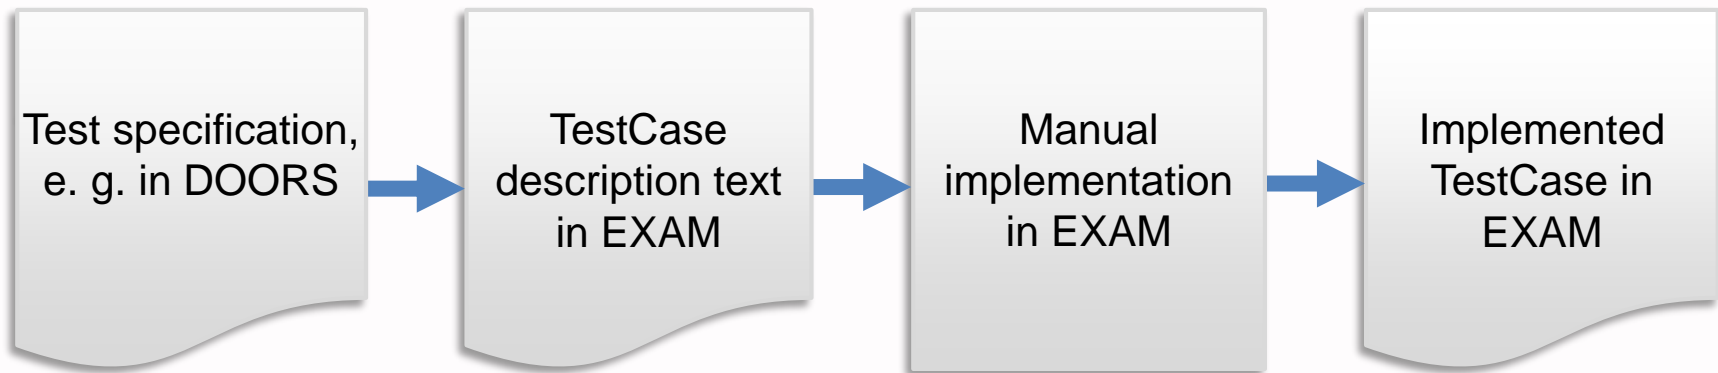 Test specification,
e. g. in DOORS
TestCase
description text
in EXAM
Manual
implementation
in EXAM
Implemented
TestCase in
EXAM